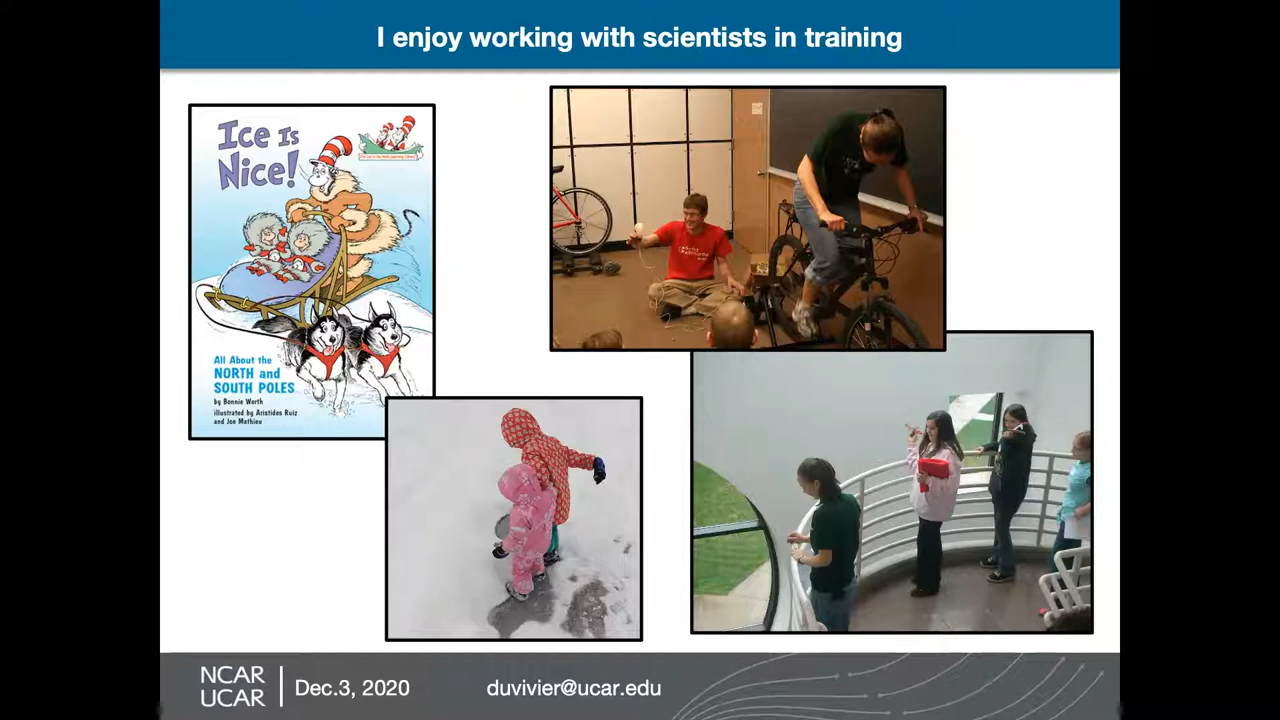 I enjoy working with scientists in training
Ice Is
Nice!
All About the
NORTH and
SOUTH POLES
by Bonnie Worth
illustrated by Aristides Ruiz
and Joe Mathieu
NCAR
UCAR
Dec.3, 2020
duvivier@ucar.edu